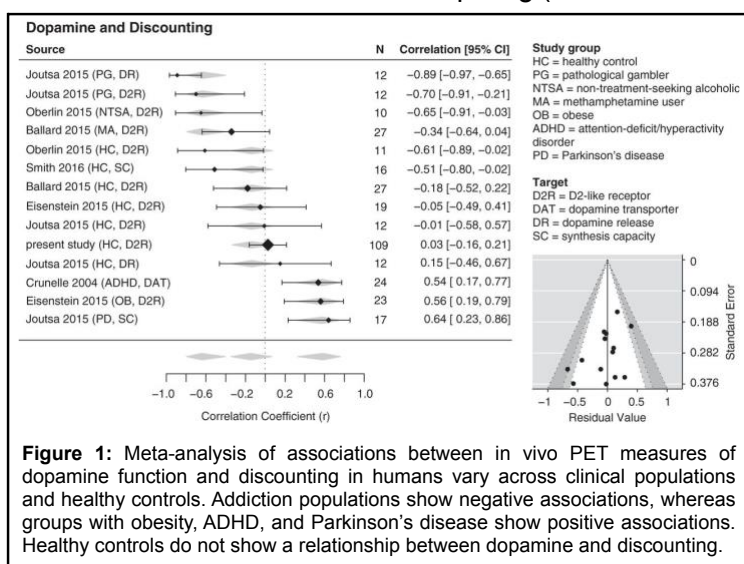 Dopamine and Discounting
Source N Correlation [95% CI]
Joutsa 2015 (PG, DR) 12 −0.89 [−0.97, −0.65]
Joutsa 2015 (PG, D2R) 12 −0.70 [−0.91, −0.21]
Oberlin 2015 (NTSA, D2R) 10 −0.65 [−0.91, −0.03]
Ballard 2015 (MA, D2R) 27 −0.34 [−0.64, 0.04]
Oberlin 2015 (HC, D2R) 11 −0.61 [−0.89, −0.02]
Smith 2016 (HC, SC) 16 −0.51 [−0.80, −0.02]
Ballard 2015 (HC, D2R) 27 −0.18 [−0.52, 0.22]
Eisenstein 2015 (HC, D2R) 19 −0.05 [−0.49, 0.41]
Joutsa 2015 (HC, D2R) 12 −0.01 [−0.58, 0.57]
present study (HC, D2R) 109 0.03 [−0.16, 0.21]
Joutsa 2015 (HC, DR) 12 0.15 [−0.46, 0.67]
Crunelle 2004 (ADHD, DAT) 24 0.54 [ 0.17, 0.77]
Eisenstein 2015 (OB, D2R) 23 0.56 [ 0.19, 0.79]
Joutsa 2015 (PD, SC) 17 0.64 [ 0.23, 0.86]
−1.0 −0.6 −0.2 0.2 0.6 1.0
Correlation Coefficient (r)
Study group
HC = healthy control
PG = pathological gambler
NTSA = non-treatment-seeking alcoholic
MA = methamphetamine user
OB = obese
ADHD = attention-deficit/hyperactivity
disorder
PD = Parkinson's disease
Target
D2R = D2-like receptor
DAT = dopamine transporter
DR = dopamine release
SC = synthesis capacity
0
0.094
0.188
0.282
0.376
Standard Error
−1 −0.5 0 0.5 1
Residual Value
Figure 1: Meta-analysis of associations between in vivo PET measures of
dopamine function and discounting in humans vary across clinical populations
and healthy controls. Addiction populations show negative associations, whereas
groups with obesity, ADHD, and Parkinson's disease show positive associations.
Healthy controls do not show a relationship between dopamine and discounting.